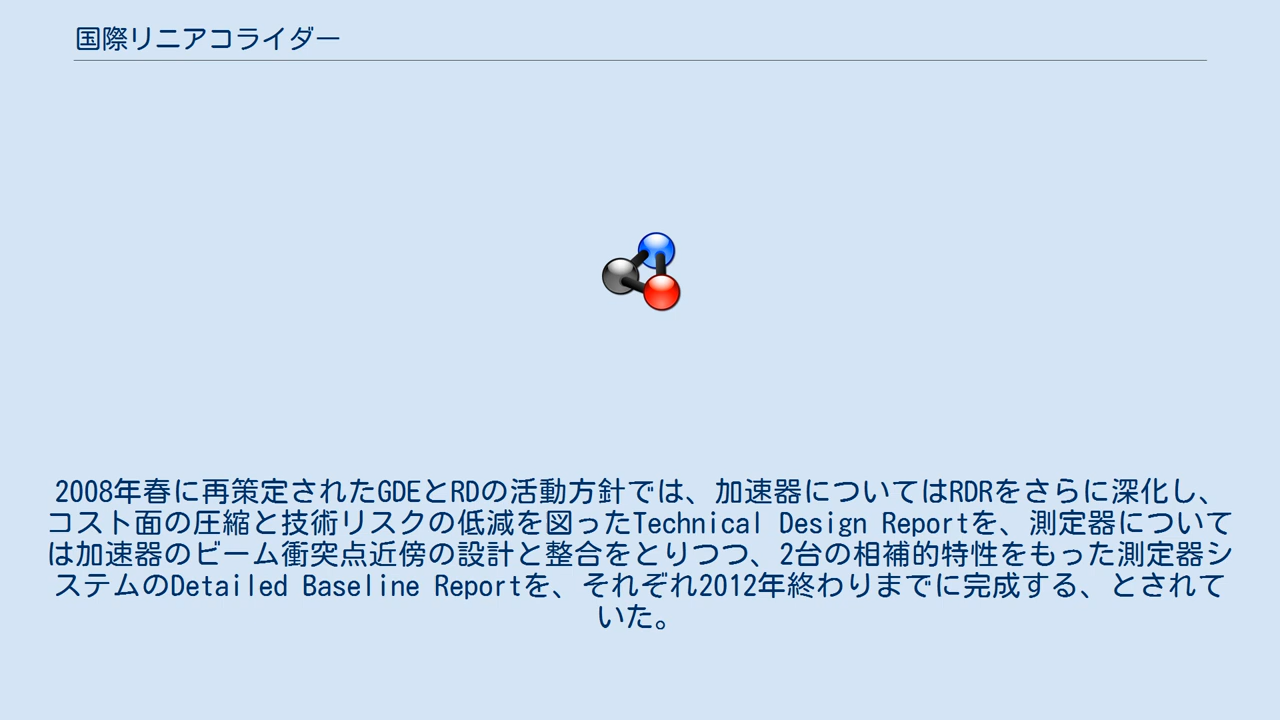 国際リニアコライダー
2008年春に再策定されたGDEとRDの活動方針では、加速器についてはRDRをさらに深化し、
コスト面の圧縮と技術リスクの低減を図ったTechnical Design Reportを、測定器について
は加速器のビーム衝突点近傍の設計と整合をとりつつ、2台の相補的特性をもった測定器シ
ステムのDetailed Baseline Reportを、それぞれ2012年終わりまでに完成する、とされて
いた。